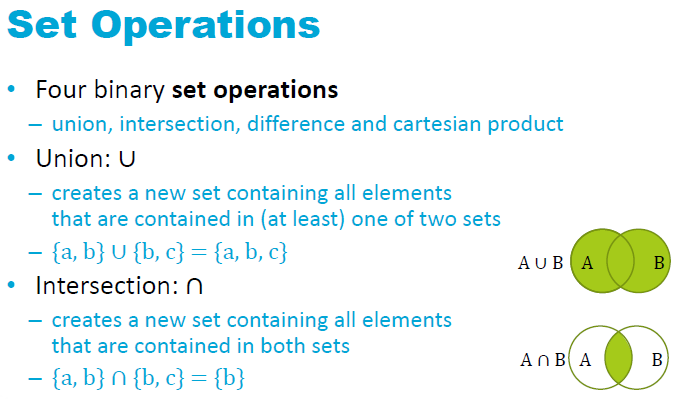 Set Operations
• Four binary set operations
– union, intersection, difference and cartesian product
• Union: ∪
– creates a new set containing all elements
that are contained in (at least) one of two sets
– {a, b} ∪ {b, c} = {a, b, c}
A ∪ B A B
• Intersection: ∩
– creates a new set containing all elements
that are contained in both sets
– {a, b} ∩ {b, c} = {b}
A ∩ B A B